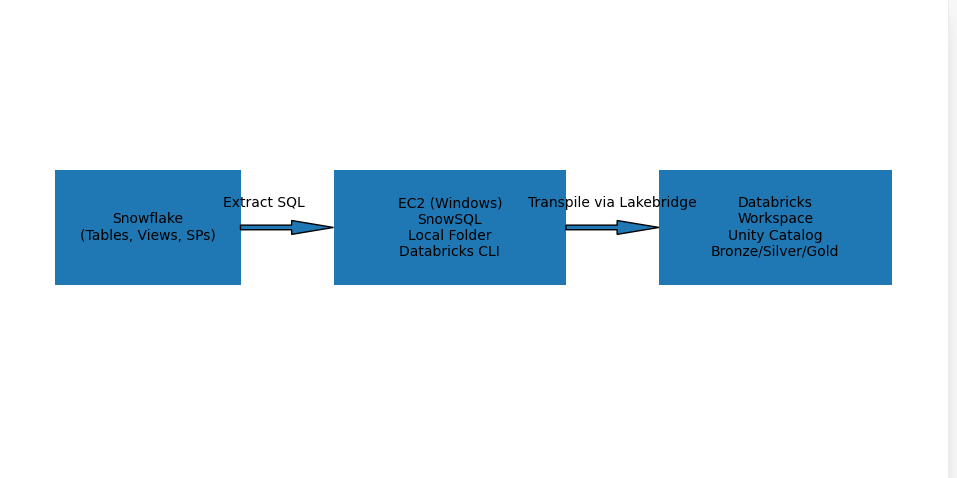 Snowflake
(Tables, Views, SPs)
Extract SQL
EC2 (Windows)
SnowSQL
Local Folder
Databricks CLI
Transpile via Lakebridge
Databricks
Workspace
Unity Catalog
Bronze/Silver/Gold